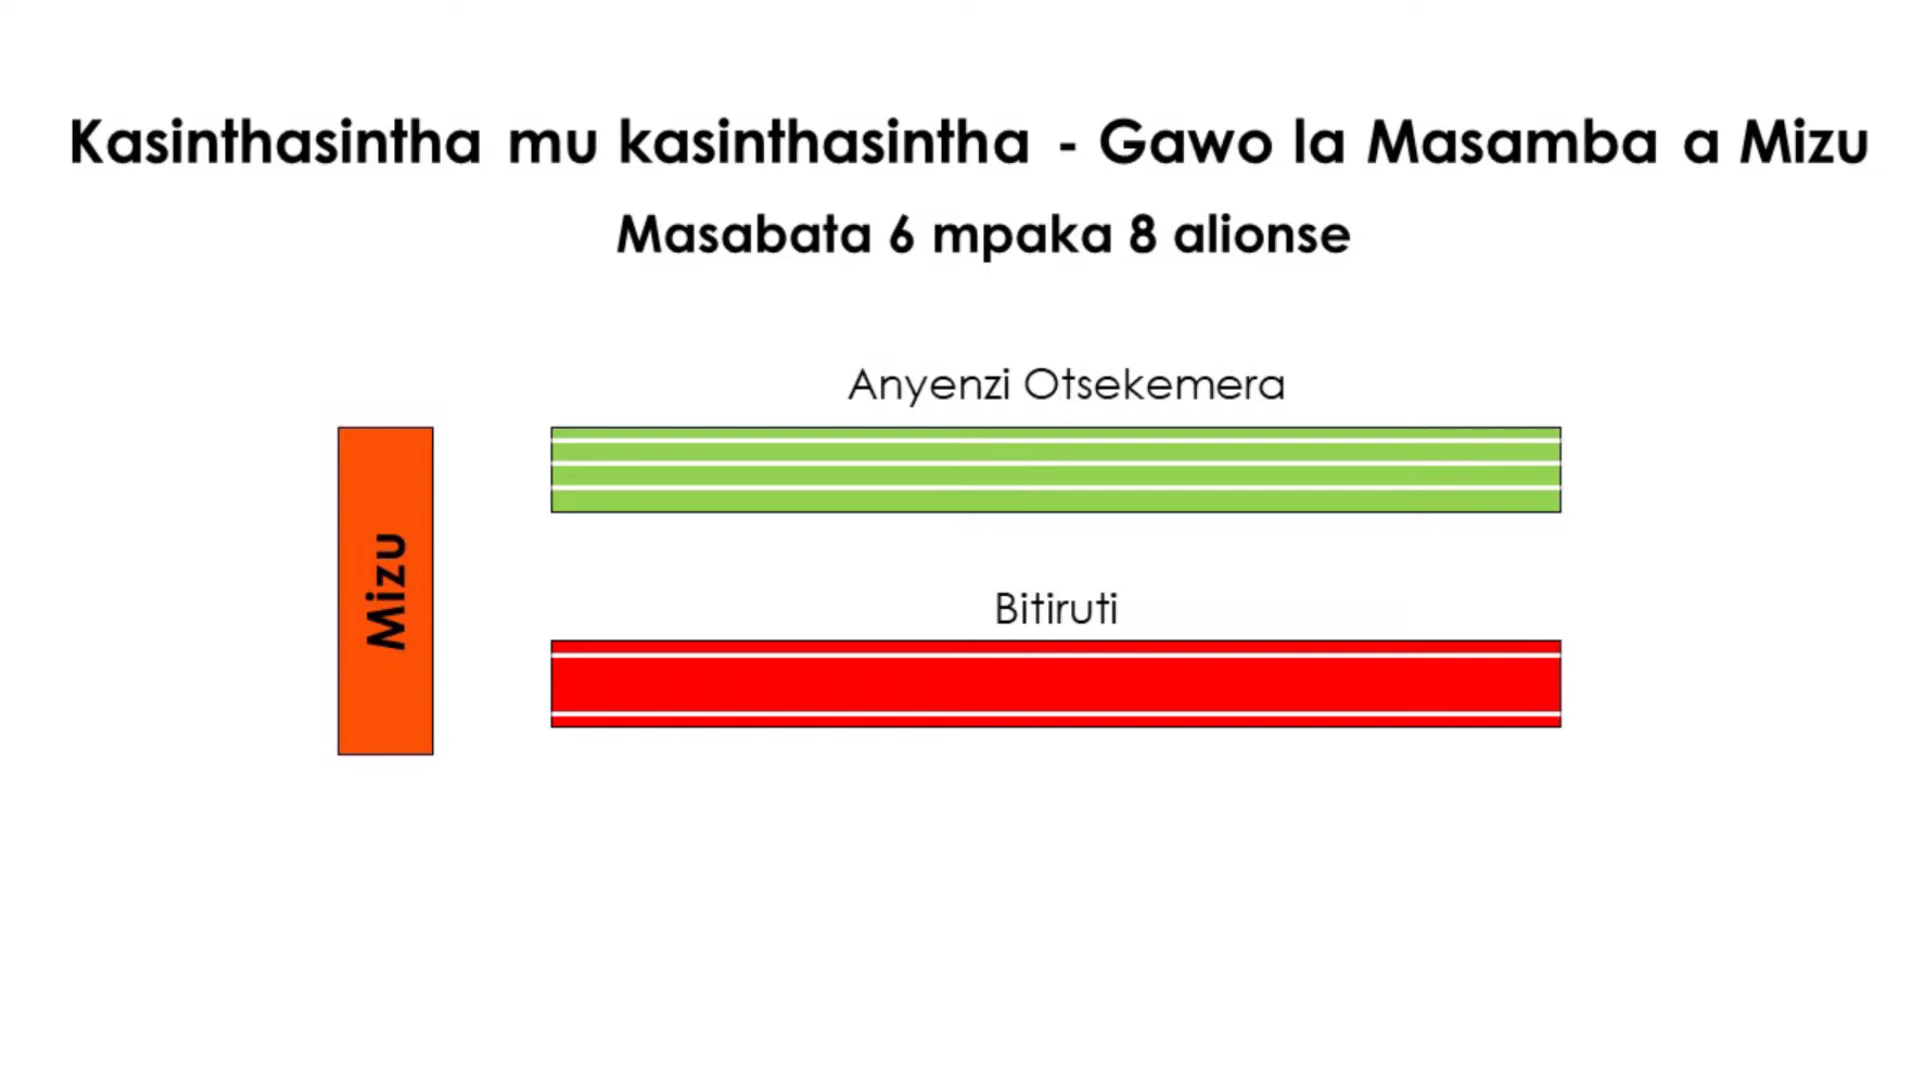 Kasinthasintha mu kasinthasintha - Gawo la Masamba a Mizu
Masabata 6 mpaka 8 alionse
Anyenzi Otsekemera
Mizu
Bitiruti